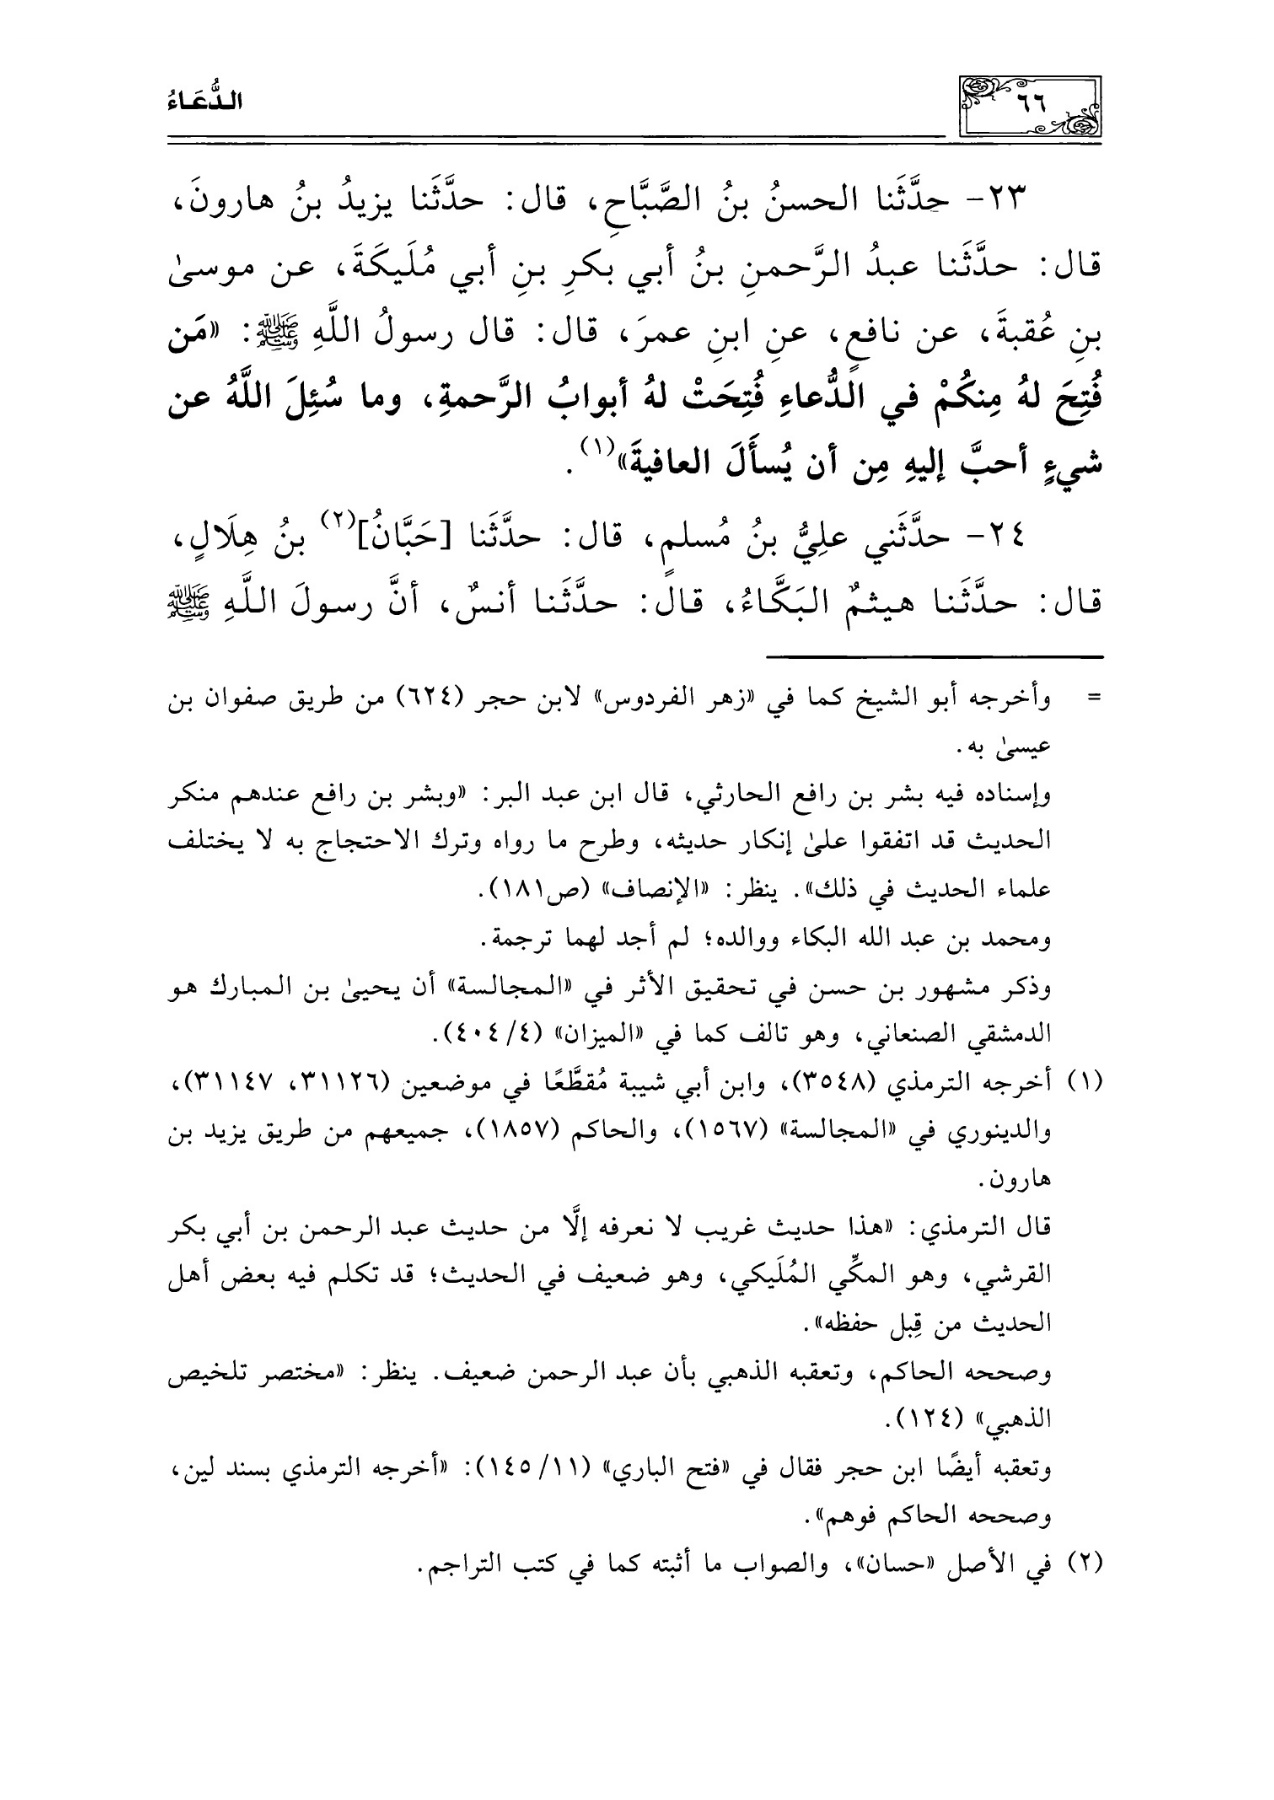 ٦٦
الدُّعَاءُ
٢٣- حدَّثَنا الحسنُ بنُ الصَّبَّاحِ، قال: حدَّثَنا يزيدُ بنُ هارونَ،
قال: حدَّثَنا عبدُ الرَّحمنِ بنُ أبي بكرِ بنِ أبي مُلَيكَةَ، عن موسىٰ
بنِ عُقبةَ، عن نافعٍ، عنِ ابنِ عمرَ، قال: قال رسولُ اللَّهِ ﷺ: «مَن
فُتِحَ لهُ مِنكُمْ في الدُّعاءِ فُتِحَتْ لهُ أبوابُ الرَّحمةِ، وما سُئِلَ اللَّهُ عن
شيءٍ أحبَّ إليهِ مِن أن يُسأَلَ العافيةَ»(١).
٢٤- حدَّثَني علِيُّ بنُ مُسلمٍ، قال: حدَّثَنا [حَبَّانُ](٢) بنُ هِلَالٍ،
قال: حدَّثَنا هيثمٌ البَكَّاءُ، قال: حدَّثَنا أنسٌ، أنَّ رسولَ اللَّهِ ﷺ
= وأخرجه أبو الشيخ كما في «زهر الفردوس» لابن حجر (٦٢٤) من طريق صفوان بن
عيسىٰ به.
وإسناده فيه بشر بن رافع الحارثي، قال ابن عبد البر: «وبشر بن رافع عندهم منكر
الحديث قد اتفقوا علىٰ إنكار حديثه، وطرح ما رواه وترك الاحتجاج به لا يختلف
علماء الحديث في ذلك». ينظر: «الإنصاف» (ص١٨١).
ومحمد بن عبد الله البكاء ووالده؛ لم أجد لهما ترجمة.
وذكر مشهور بن حسن في تحقيق الأثر في «المجالسة» أن يحيىٰ بن المبارك هو
الدمشقي الصنعاني، وهو تالف كما في «الميزان» (٤/ ٤٠٤).
(١) أخرجه الترمذي (٣٥٤٨)، وابن أبي شيبة مُقطَّعًا في موضعين (٣١١٢٦، ٣١١٤٧)،
والدينوري في «المجالسة» (١٥٦٧)، والحاكم (١٨٥٧)، جميعهم من طريق يزيد بن
هارون.
قال الترمذي: «هذا حديث غريب لا نعرفه إلَّا من حديث عبد الرحمن بن أبي بكر
القرشي، وهو المكِّي المُلَيكي، وهو ضعيف في الحديث؛ قد تكلم فيه بعض أهل
الحديث من قِبل حفظه».
وصححه الحاكم، وتعقبه الذهبي بأن عبد الرحمن ضعيف. ينظر: «مختصر تلخيص
الذهبي» (١٢٤).
وتعقبه أيضًا ابن حجر فقال في «فتح الباري» (١١/ ١٤٥): «أخرجه الترمذي بسند لين،
وصححه الحاكم فوهم».
(٢) في الأصل «حسان»، والصواب ما أثبته كما في كتب التراجم.